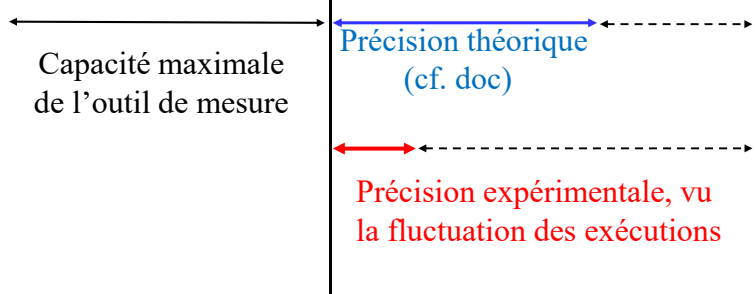 Capacité maximale
de l’outil de mesure
Précision théorique
(cf. doc)
Précision expérimentale, vu
la fluctuation des exécutions